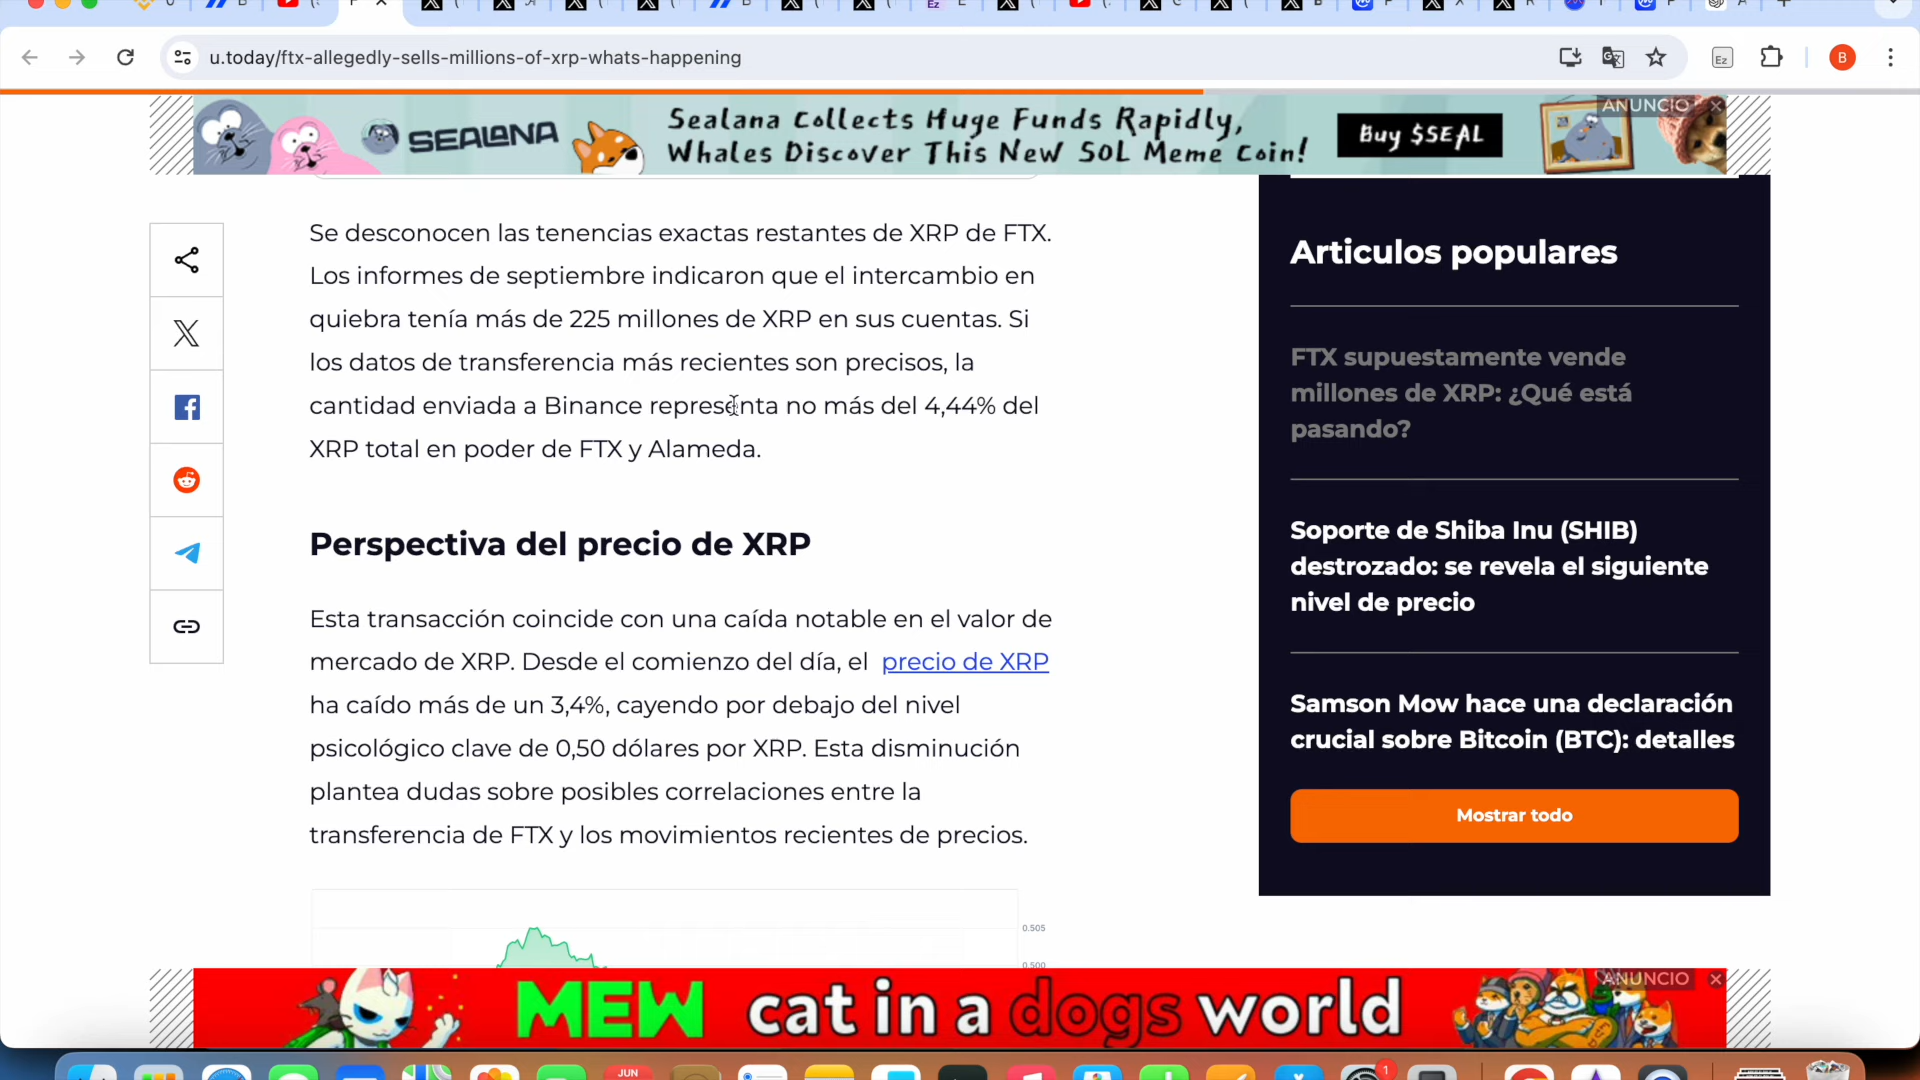 u.today/ftx-allegedly-sells-millions-of-xrp-whats-happening
Ez
B
ANUNCIO
SEALANA
Sealana Collects Huge Funds Rapidly,
Whales Discover This New SOL Meme Coin!
Buy $SEAL
Se desconocen las tenencias exactas restantes de XRP de FTX.
Los informes de septiembre indicaron que el intercambio en
quiebra tenía más de 225 millones de XRP en sus cuentas. Si
los datos de transferencia más recientes son precisos, la
cantidad enviada a Binance representa no más del 4,44% del
XRP total en poder de FTX y Alameda.
Perspectiva del precio de XRP
Esta transacción coincide con una caída notable en el valor de
mercado de XRP. Desde el comienzo del día, el precio de XRP
ha caído más de un 3,4%, cayendo por debajo del nivel
psicológico clave de 0,50 dólares por XRP. Esta disminución
plantea dudas sobre posibles correlaciones entre la
transferencia de FTX y los movimientos recientes de precios.
0.505
0.500
Articulos populares
FTX supuestamente vende
millones de XRP: ¿Qué está
pasando?
Soporte de Shiba Inu (SHIB)
destrozado: se revela el siguiente
nivel de precio
Samson Mow hace una declaración
crucial sobre Bitcoin (BTC): detalles
Mostrar todo
ANUNCIO
MEW cat in a dogs world
JUN
1